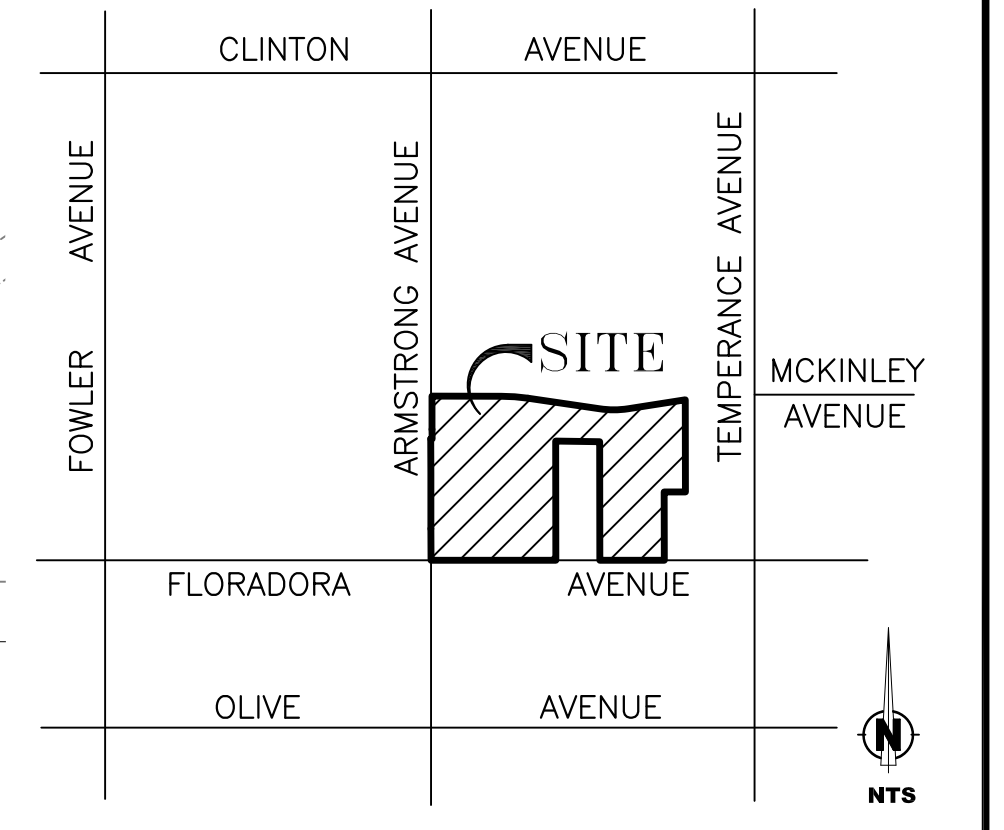 CLINTON AVENUE
FOWLER AVENUE
ARMSTRONG AVENUE
TEMPERANCE AVENUE
SITE
MCKINLEY
AVENUE
FLORADORA AVENUE
OLIVE AVENUE
N
NTS